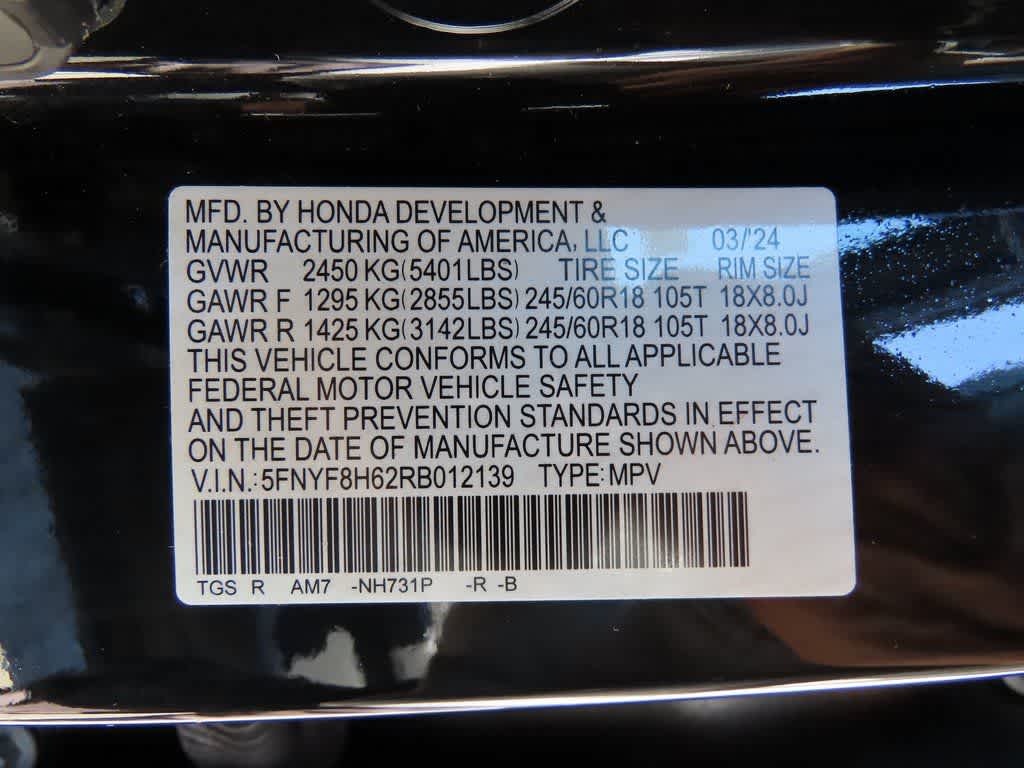 MFD. BY HONDA DEVELOPMENT &
MANUFACTURING OF AMERICA, LLC 03/'24
GVWR 2450 KG(5401LBS) TIRE SIZE RIM SIZE
GAWR F 1295 KG(2855LBS) 245/60R18 105T 18X8.0J
GAWR R 1425 KG(3142LBS) 245/60R18 105T 18X8.0J
THIS VEHICLE CONFORMS TO ALL APPLICABLE
FEDERAL MOTOR VEHICLE SAFETY
AND THEFT PREVENTION STANDARDS IN EFFECT
ON THE DATE OF MANUFACTURE SHOWN ABOVE.
V.I.N.:5FNYF8H62RB012139 TYPE: MPV
TGS R AM7 -NH731P -R -B